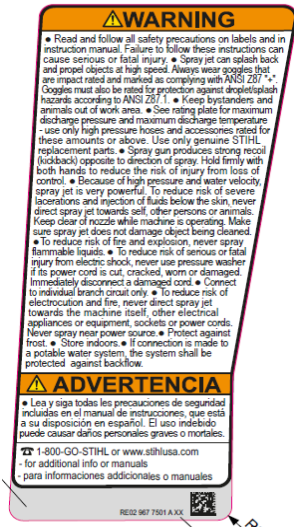 ⚠WARNING
● Read and follow all safety precautions on labels and in
instruction manual. Failure to follow these instructions can
cause serious or fatal injury. ● Spray jet can splash back
and propel objects at high speed. Always wear goggles that
are impact rated and marked as complying with ANSI Z87 "+".
Goggles must also be rated for protection against droplet/splash
hazards according to ANSI Z87.1. ● Keep bystanders and
animals out of work area. ● See rating plate for maximum
discharge pressure and maximum discharge temperature
- use only high pressure hoses and accessories rated for
these amounts or above. Use only genuine STIHL
replacement parts. ● Spray gun produces strong recoil
(kickback) opposite to direction of spray. Hold firmly with
both hands to reduce the risk of injury from loss of
control. ● Because of high pressure and water velocity,
spray jet is very powerful. To reduce risk of severe
lacerations and injection of fluids below the skin, never
direct spray jet towards self, other persons or animals.
Keep clear of nozzle while machine is operating. Make
sure spray jet does not damage object being cleaned.
● To reduce risk of fire and explosion, never spray
flammable liquids. ● To reduce risk of serious or fatal
injury from electric shock, never use pressure washer
if its power cord is cut, cracked, worn or damaged.
Immediately disconnect a damaged cord. ● Connect
to individual branch circuit only. ● To reduce risk of
electrocution and fire, never direct spray jet
towards the machine itself, other electrical
appliances or equipment, sockets or power cords.
Never spray near power source. ● Protect against
frost. ● Store indoors. ● If connection is made to
a potable water system, the system shall be
protected against backflow.
⚠ ADVERTENCIA
● Lea y siga todas las precauciones de seguridad
incluidas en el manual de instrucciones, que está
a su disposición en español. El uso indebido
puede causar daños personales graves o mortales.
☎ 1-800-GO-STIHL or www.stihlusa.com
- for additional info or manuals
- para informaciones addicionales o manuales
RE02 967 7501 A XX
R